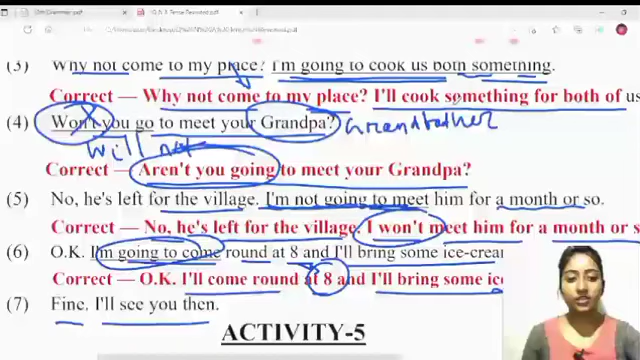 (3) Why not come to my place? I'm going to cook us both something.
Correct — Why not come to my place? I'll cook something for both of us
(4) Won't you go to meet your Grandpa? Grandfather
will not
Correct — Aren't you going to meet your Grandpa?
(5) No, he's left for the village. I'm not going to meet him for a month or so.
Correct — No, he's left for the village. I won't meet him for a month or s
(6) O.K. I'm going to come round at 8 and I'll bring some ice-cream
Correct — O.K. I'll come round at 8 and I'll bring some ice
(7) Fine. I'll see you then.
ACTIVITY-5